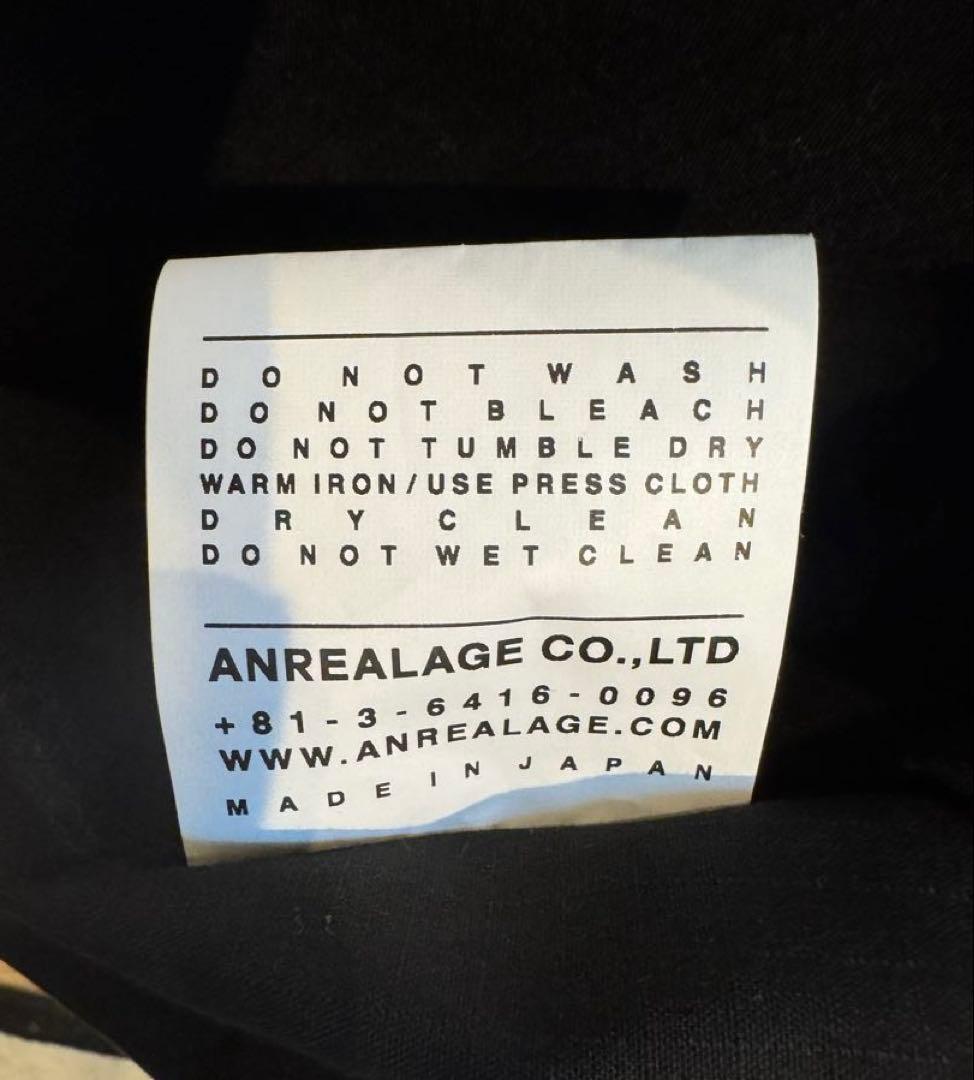 DO NOT WASH
DO NOT BLEACH
DO NOT TUMBLE DRY
WARM IRON/USE PRESS CLOTH
DRY CLEAN
DO NOT WET CLEAN
ANREALAGE CO.,LTD
+81-3-6416-0096
WWW.ANREALAGE.COM
MADE IN JAPAN